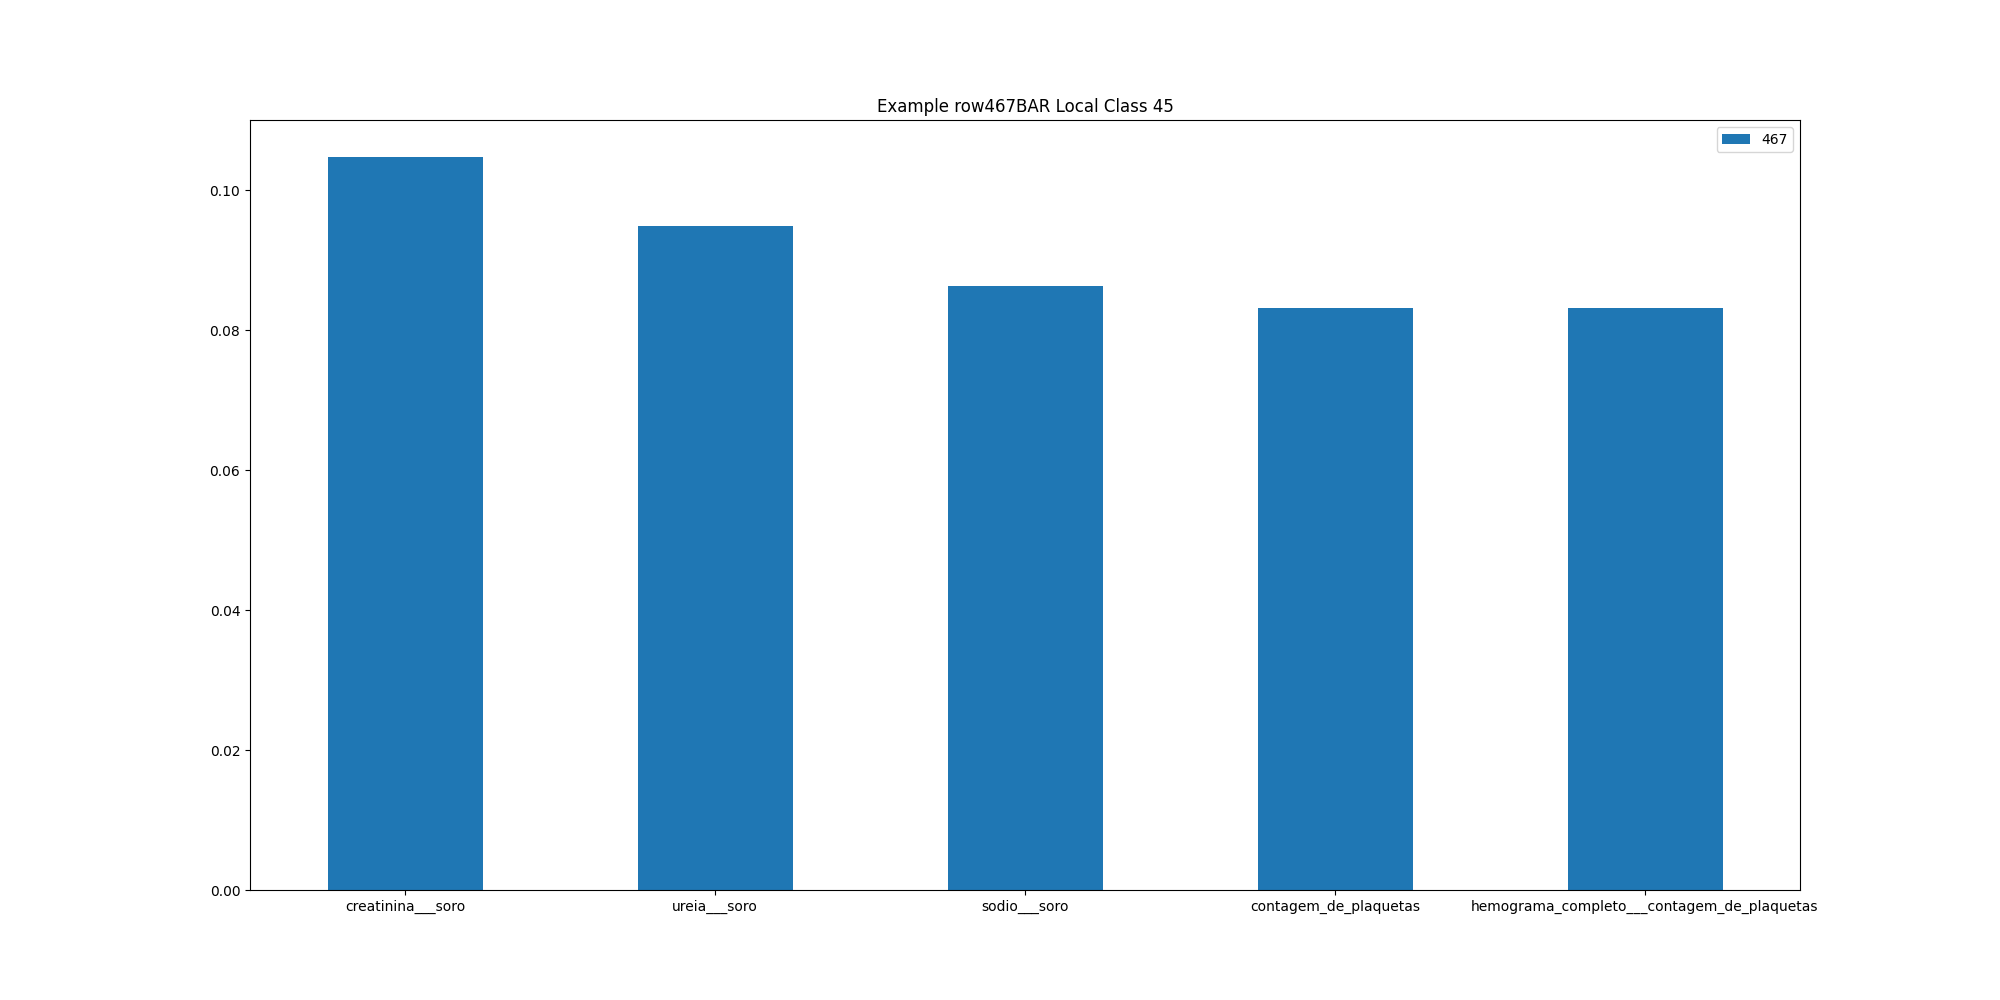 Example row467BAR Local Class 45
467
0.10
0.08
0.06
0.04
0.02
0.00
creatinina___soro
ureia___soro
sodio___soro
contagem_de_plaquetas
hemograma_completo___contagem_de_plaquetas